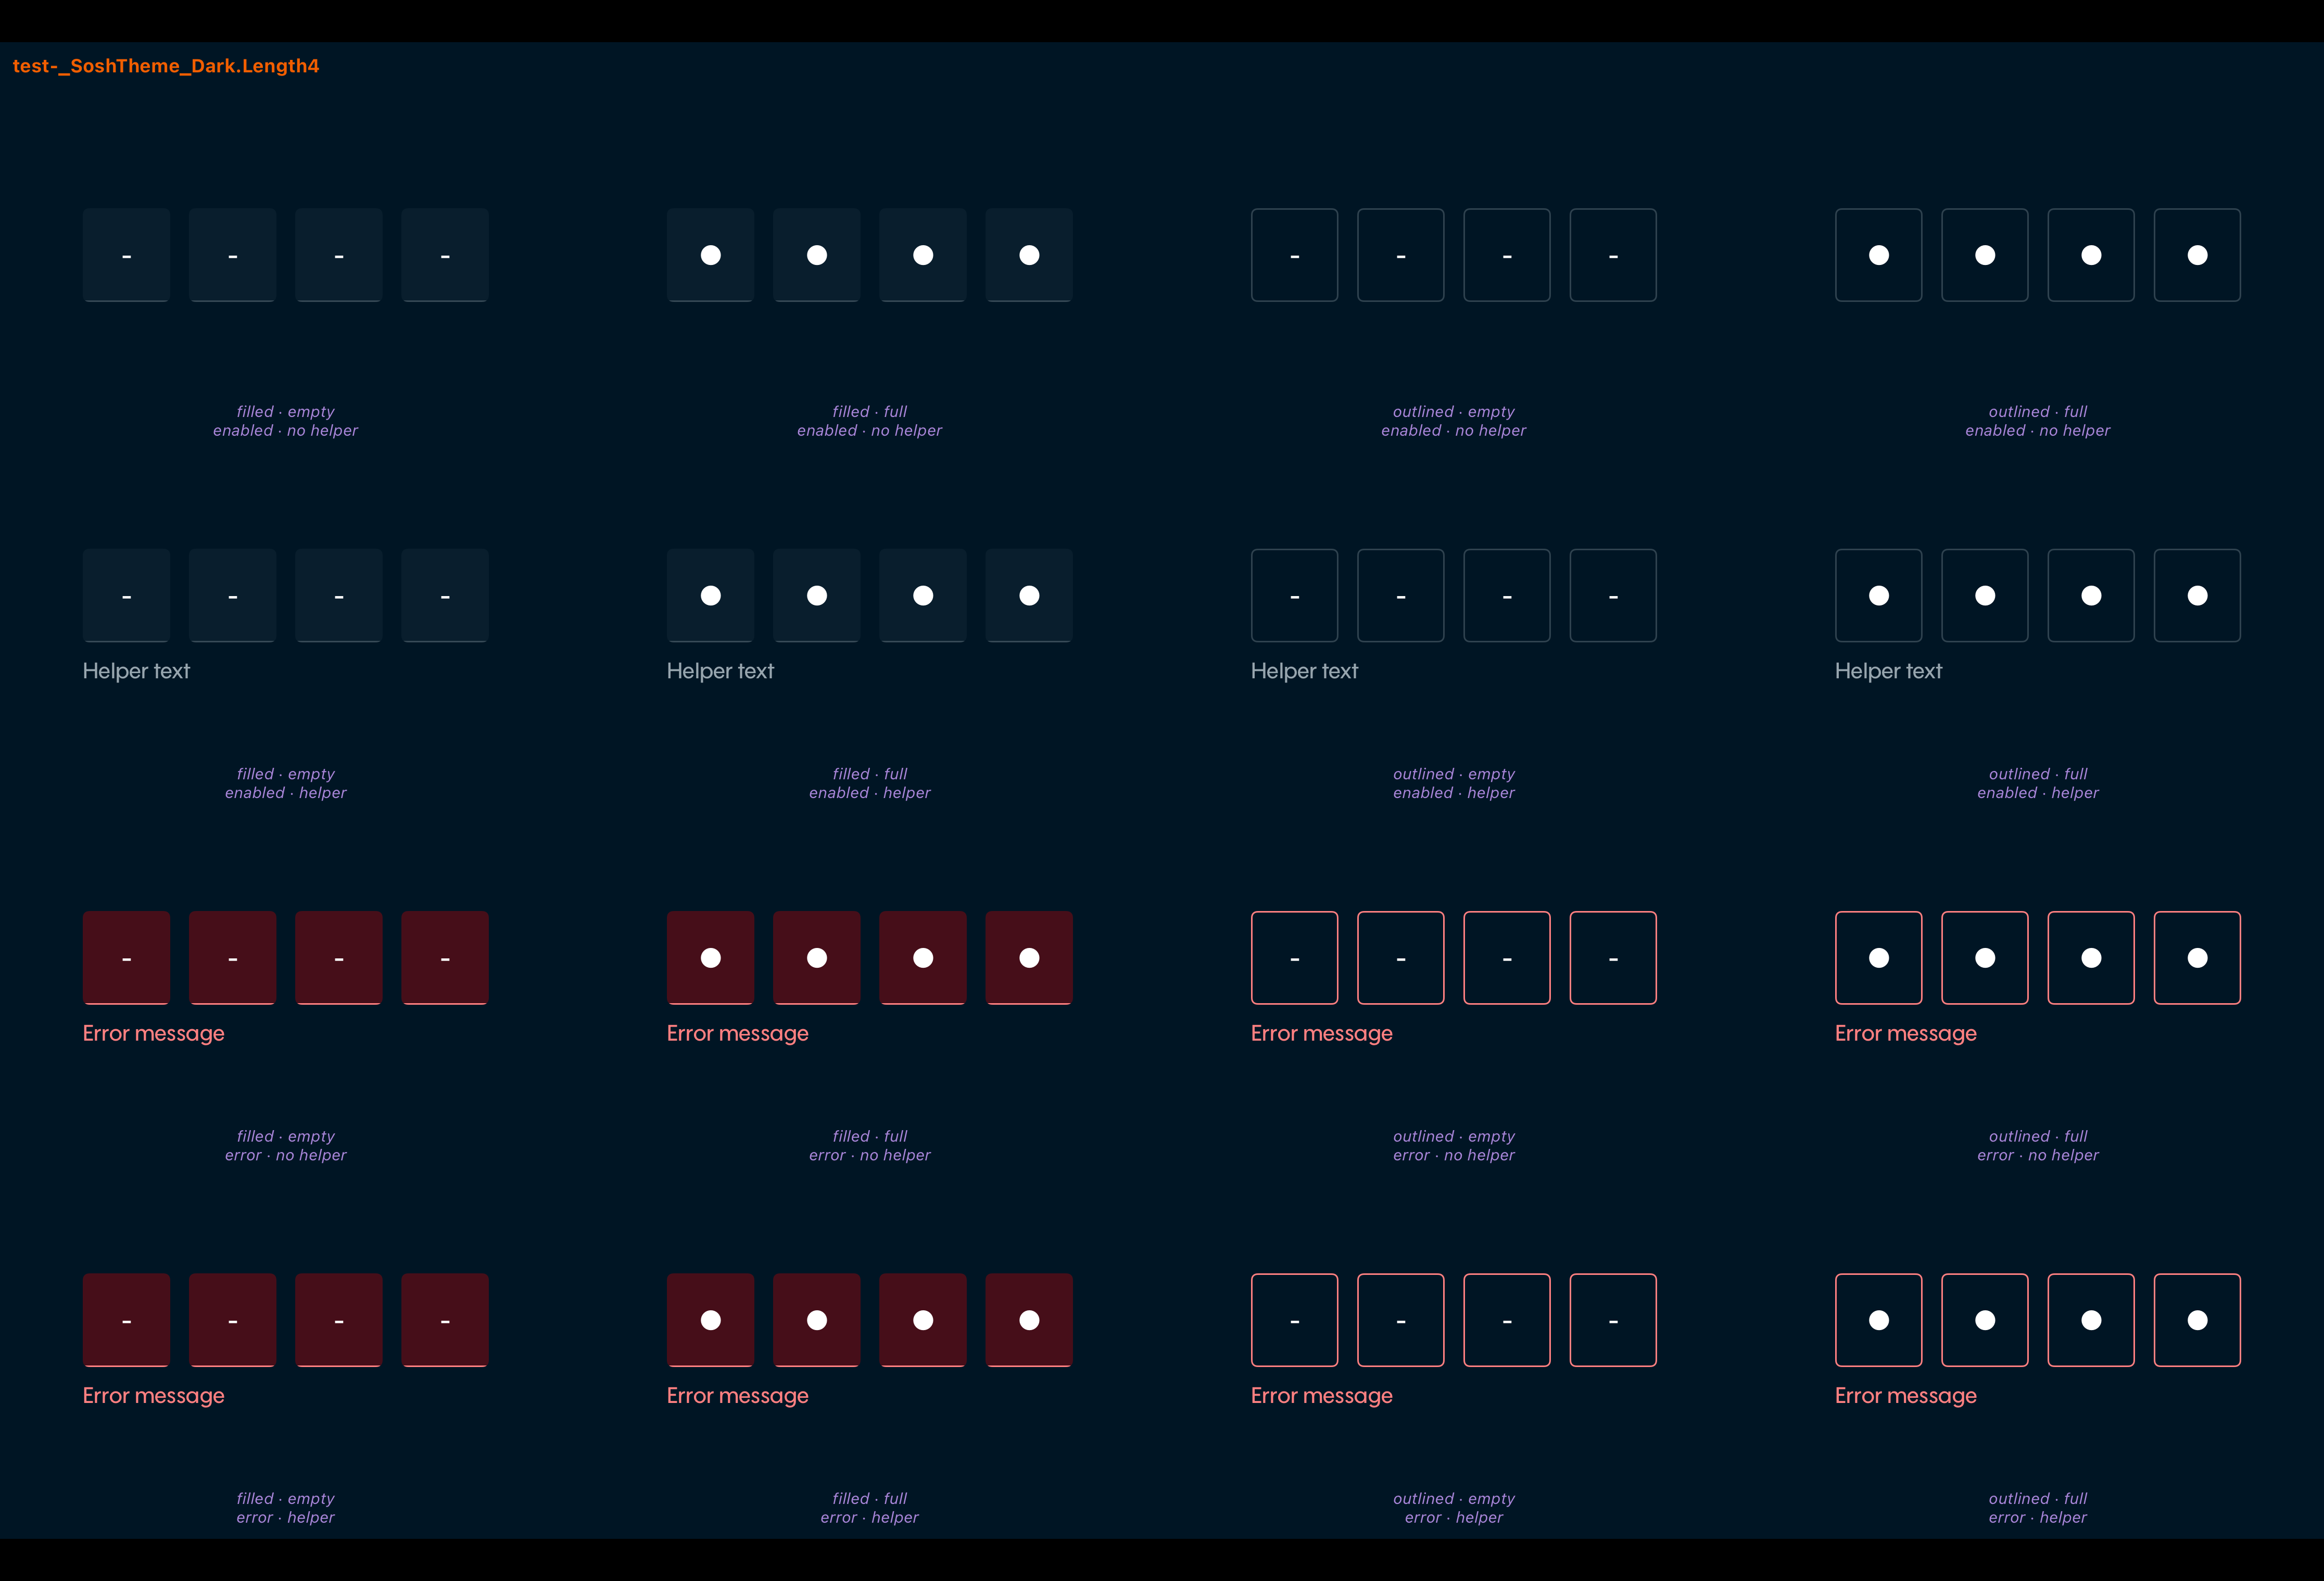 test-_SoshTheme_Dark.Length4
- - - -
● ● ● ●
- - - -
● ● ● ●
filled · empty
enabled · no helper
filled · full
enabled · no helper
outlined · empty
enabled · no helper
outlined · full
enabled · no helper
- - - -
● ● ● ●
- - - -
● ● ● ●
Helper text
Helper text
Helper text
Helper text
filled · empty
enabled · helper
filled · full
enabled · helper
outlined · empty
enabled · helper
outlined · full
enabled · helper
- - - -
● ● ● ●
- - - -
● ● ● ●
Error message
Error message
Error message
Error message
filled · empty
error · no helper
filled · full
error · no helper
outlined · empty
error · no helper
outlined · full
error · no helper
- - - -
● ● ● ●
- - - -
● ● ● ●
Error message
Error message
Error message
Error message
filled · empty
error · helper
filled · full
error · helper
outlined · empty
error · helper
outlined · full
error · helper